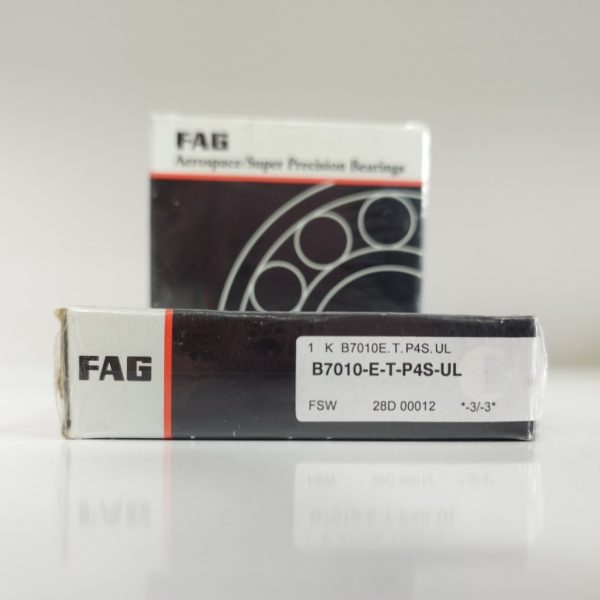 FAG
Aerospace/Super Precision Bearings
FAG
1 K B7010E.T.P4S.UL
B7010-E-T-P4S-UL
FSW 28D 00012 *-3/-3*